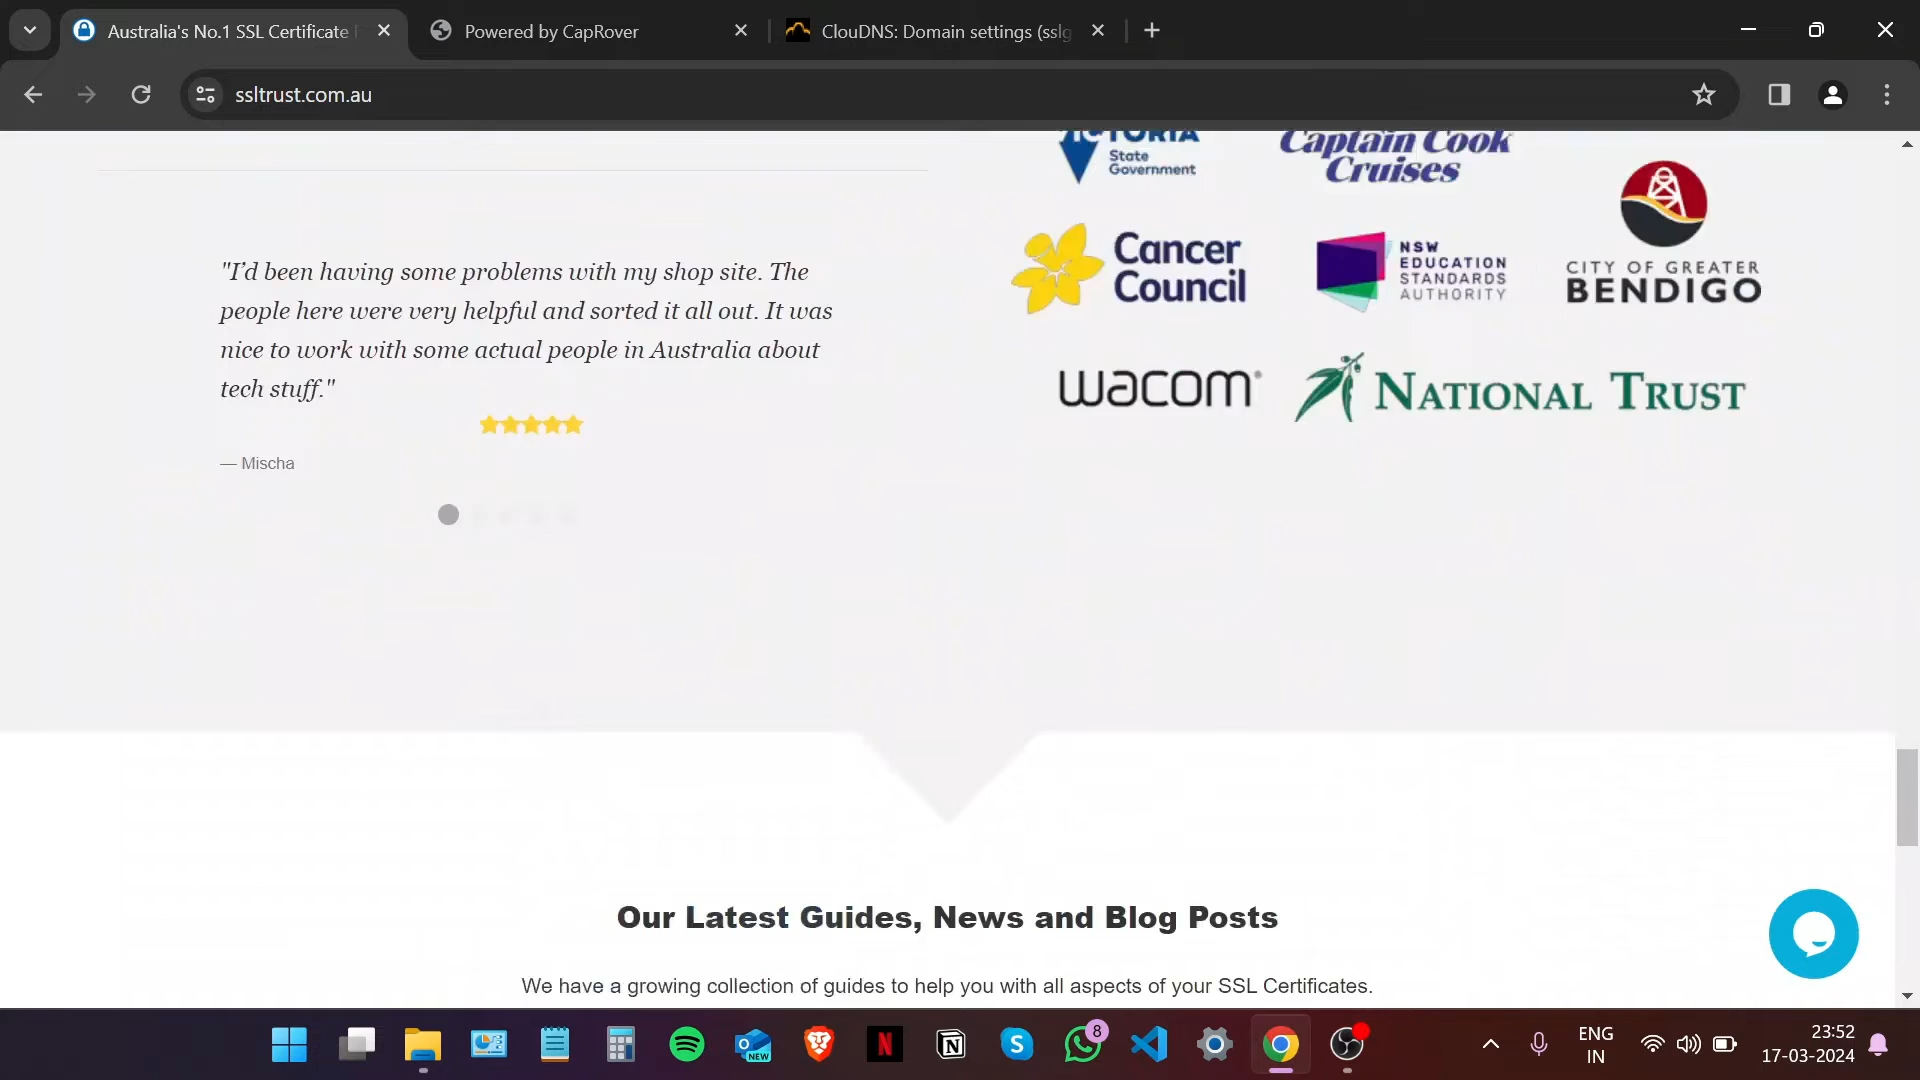 Australia's No.1 SSL Certificate
Powered by CapRover
ClouDNS: Domain settings (sslg
ssltrust.com.au
VICTORIA
State
Government
Captain Cook
Cruises
"I'd been having some problems with my shop site. The
people here were very helpful and sorted it all out. It was
nice to work with some actual people in Australia about
tech stuff."
— Mischa
Cancer
Council
NSW
EDUCATION
STANDARDS
AUTHORITY
CITY OF GREATER
BENDIGO
wacom
NATIONAL TRUST
Our Latest Guides, News and Blog Posts
We have a growing collection of guides to help you with all aspects of your SSL Certificates.
O
NEW
N
N
S
8
ENG
IN
23:52
17-03-2024